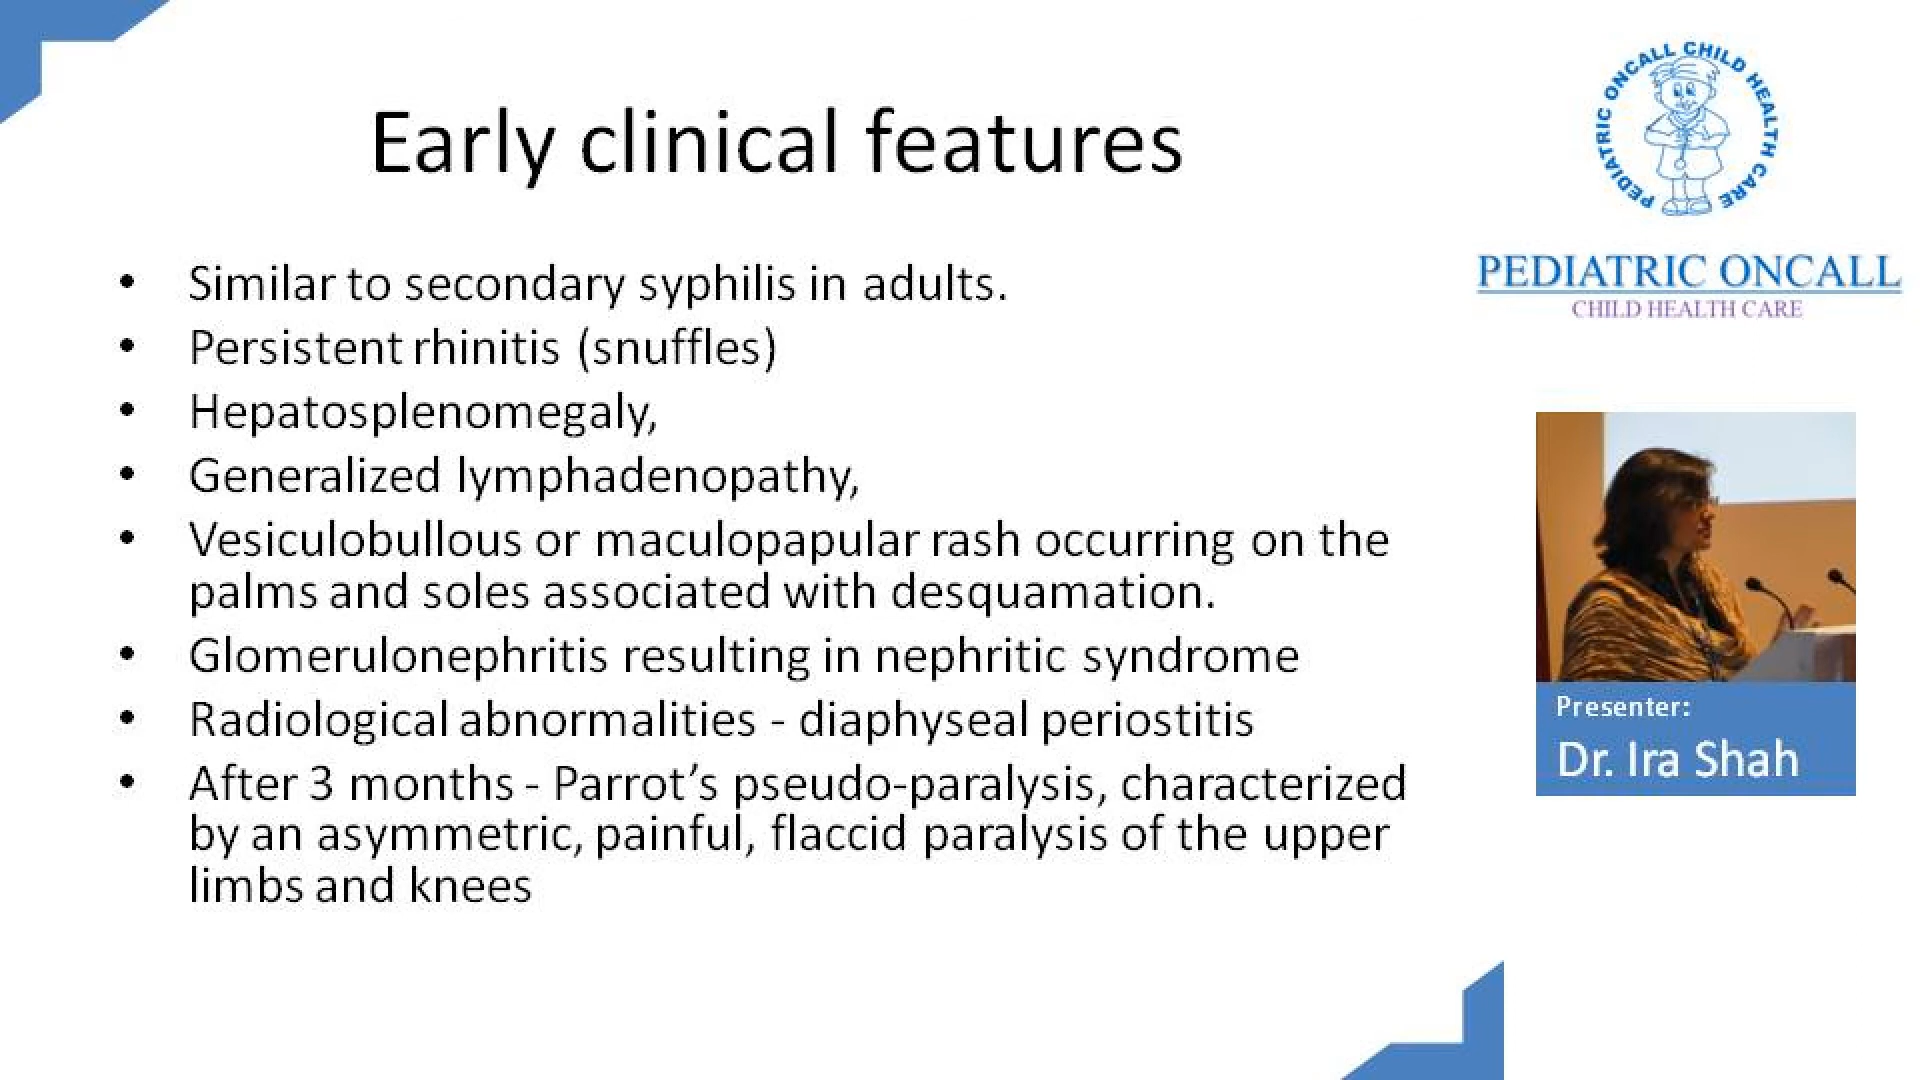 Early clinical features
• Similar to secondary syphilis in adults.
• Persistent rhinitis (snuffles)
• Hepatosplenomegaly,
• Generalized lymphadenopathy,
• Vesiculobullous or maculopapular rash occurring on the
palms and soles associated with desquamation.
• Glomerulonephritis resulting in nephritic syndrome
• Radiological abnormalities - diaphyseal periostitis
• After 3 months - Parrot’s pseudo-paralysis, characterized
by an asymmetric, painful, flaccid paralysis of the upper
limbs and knees
PEDIATRIC ONCALL CHILD HEALTH CARE
PEDIATRIC ONCALL
CHILD HEALTH CARE
Presenter:
Dr. Ira Shah